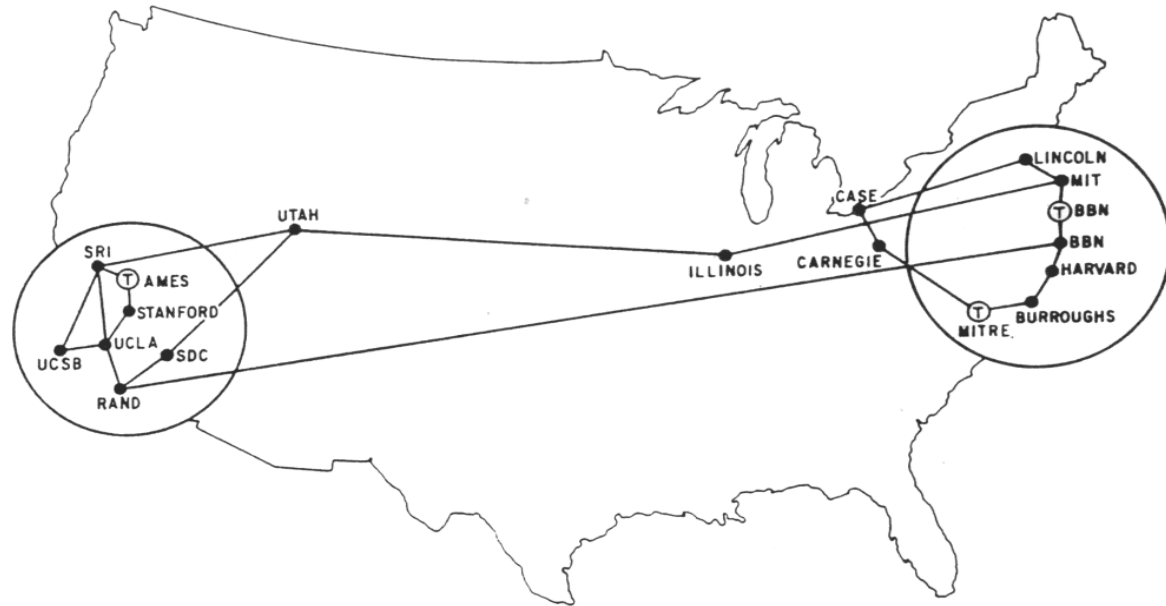 LINCOLN
MIT
CASE
T BBN
UTAH
BBN
SRI
CARNEGIE
ILLINOIS
HARVARD
T AMES
STANFORD
T
MITRE
BURROUGHS
UCLA
SDC
UCSB
RAND